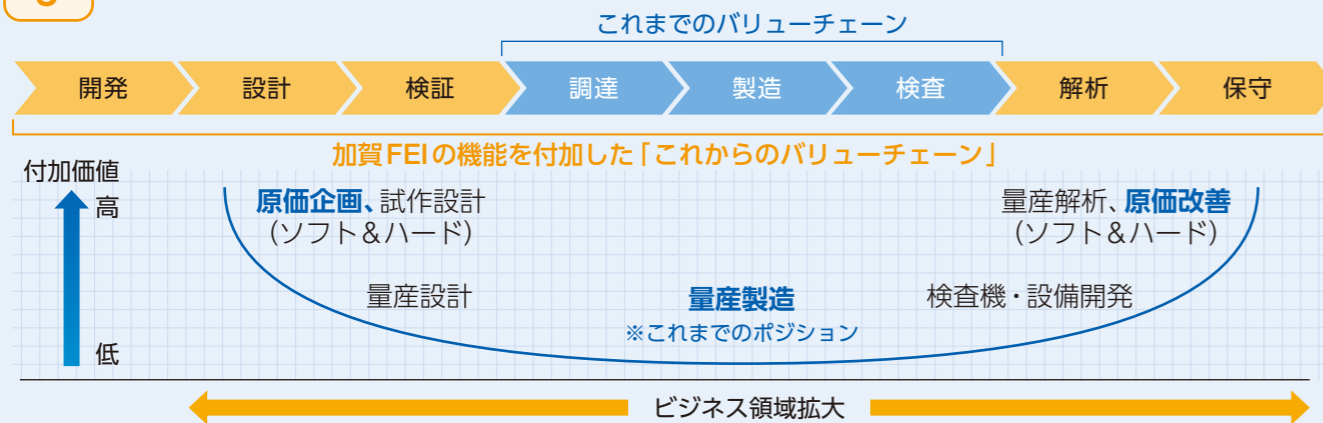 これまでのバリューチェーン
開発 設計 検証 調達 製造 検査 解析 保守
加賀FEIの機能を付加した「これからのバリューチェーン」
付加価値
高
低
原価企画、試作設計
(ソフト＆ハード)
量産設計
量産製造
※これまでのポジション
量産解析、原価改善
(ソフト＆ハード)
検査機・設備開発
ビジネス領域拡大